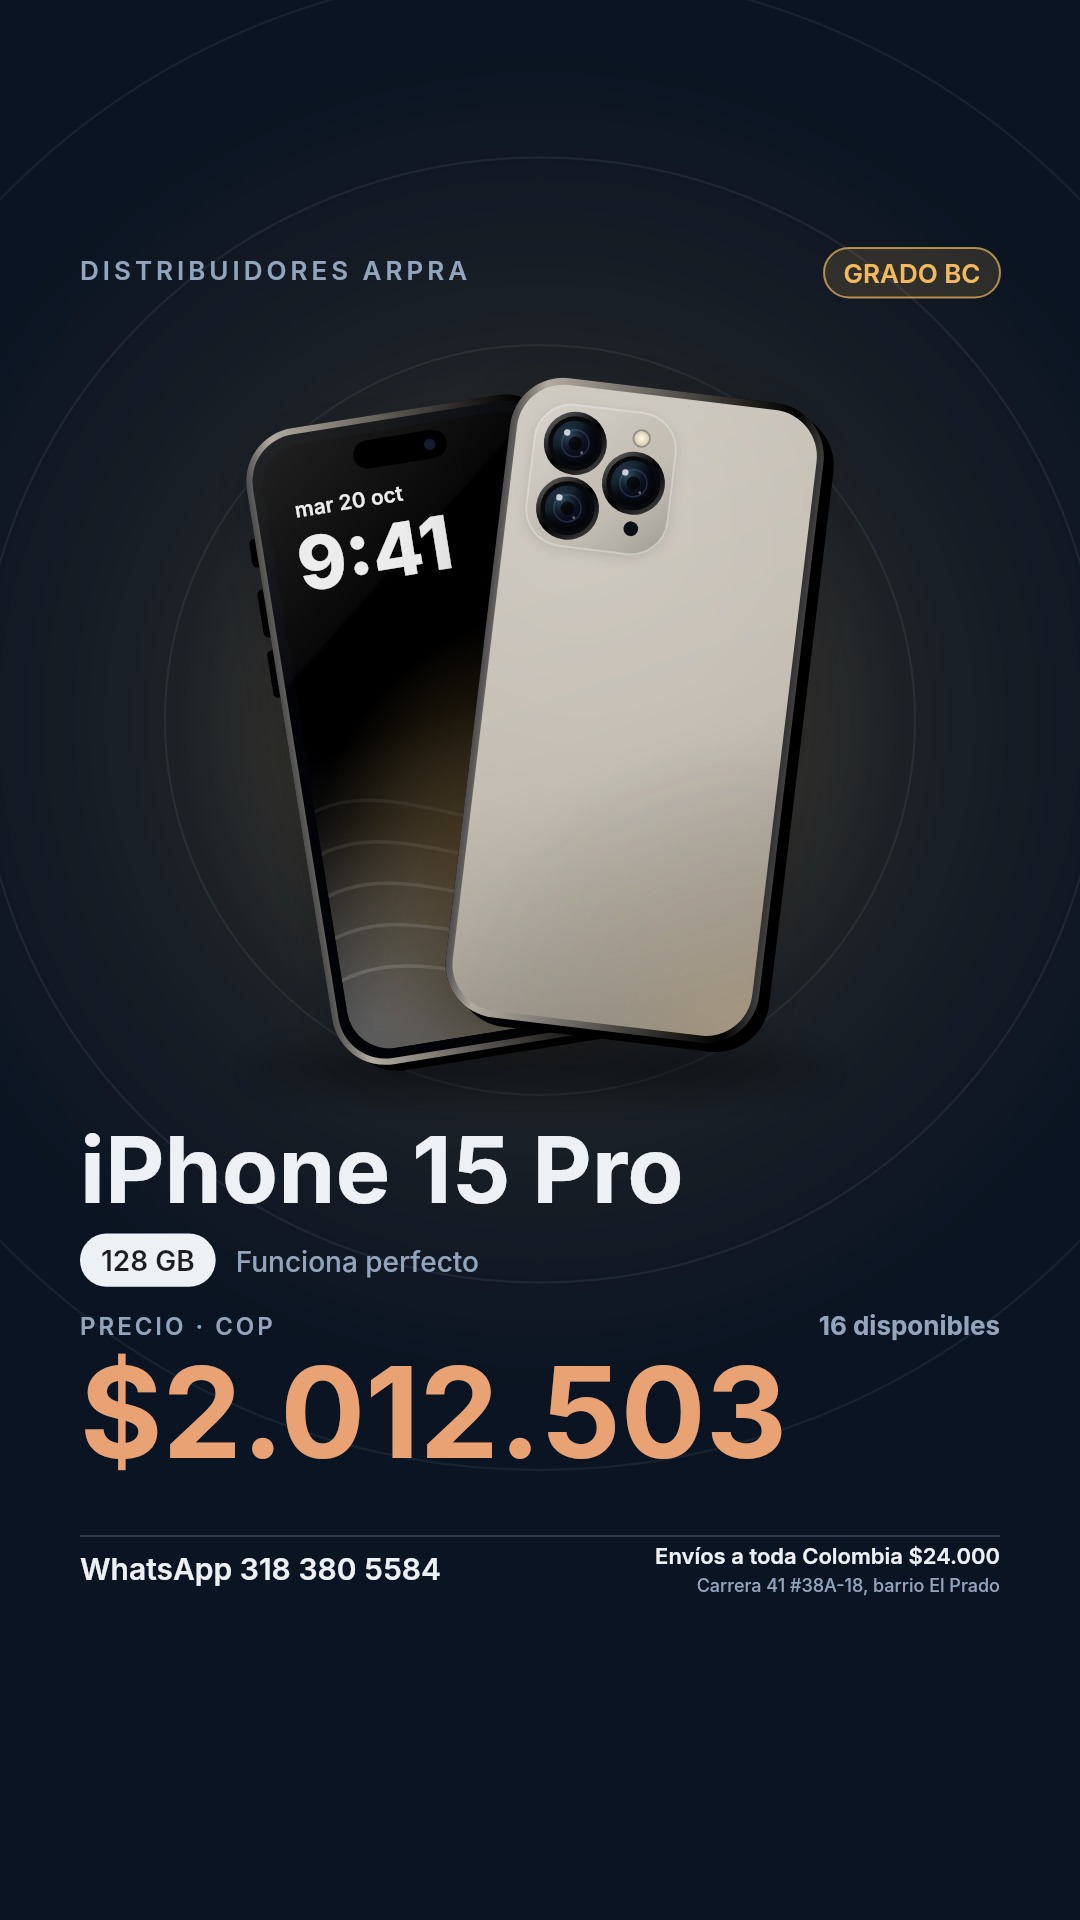 DISTRIBUIDORES ARPRA
GRADO BC
mar 20 oct
9:41
iPhone 15 Pro
128 GB
Funciona perfecto
PRECIO · COP
16 disponibles
$2.012.503
WhatsApp 318 380 5584
Envíos a toda Colombia $24.000
Carrera 41 #38A-18, barrio El Prado